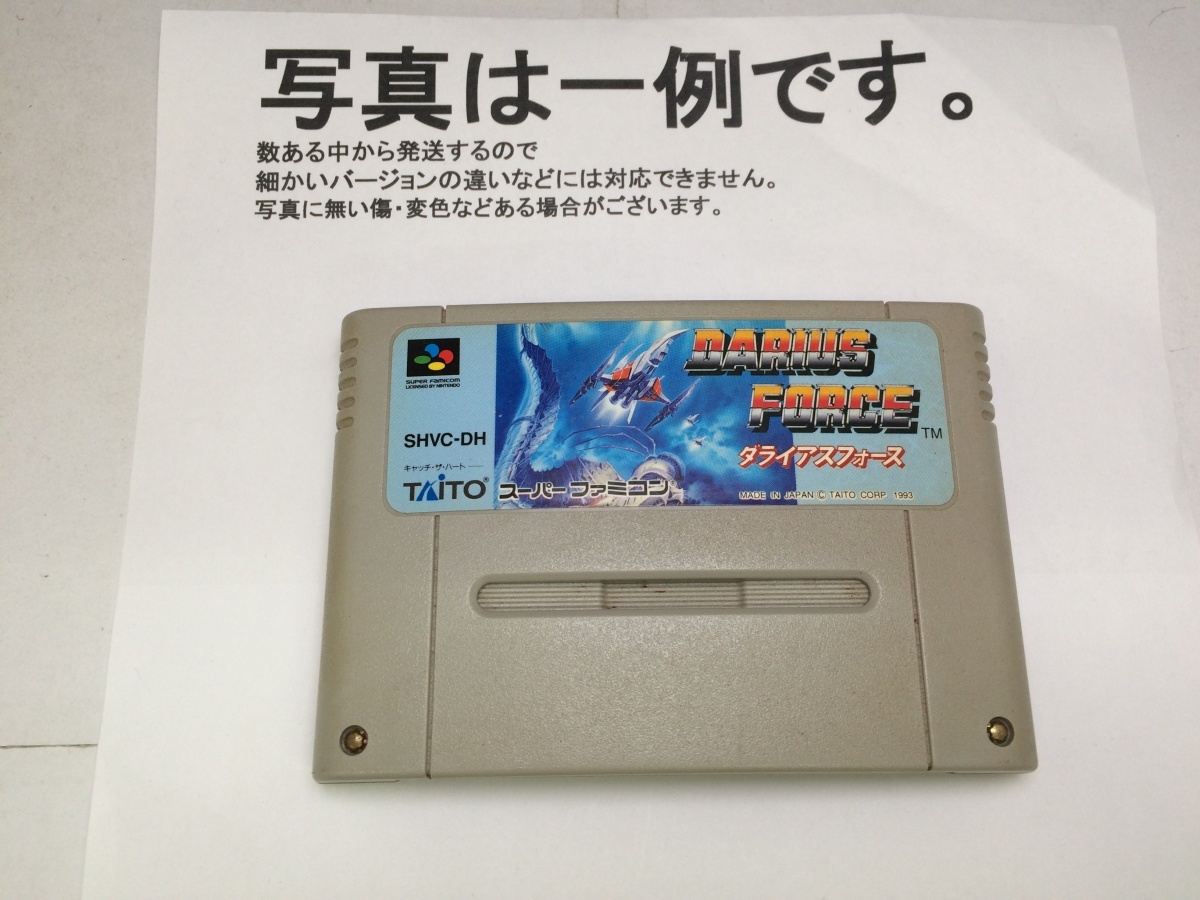 写真は一例です。
数ある中から発送するので
細かいバージョンの違いなどには対応できません。
写真に無い傷・変色などある場合がございます。
SUPER FAMICOM
LICENSED BY NINTENDO
SHVC-DH
キャッチ・ザ・ハート
TAITO®
スーパーファミコン®
DARIUS
FORCE
TM
ダライアスフォース
MADE IN JAPAN © TAITO CORP. 1993